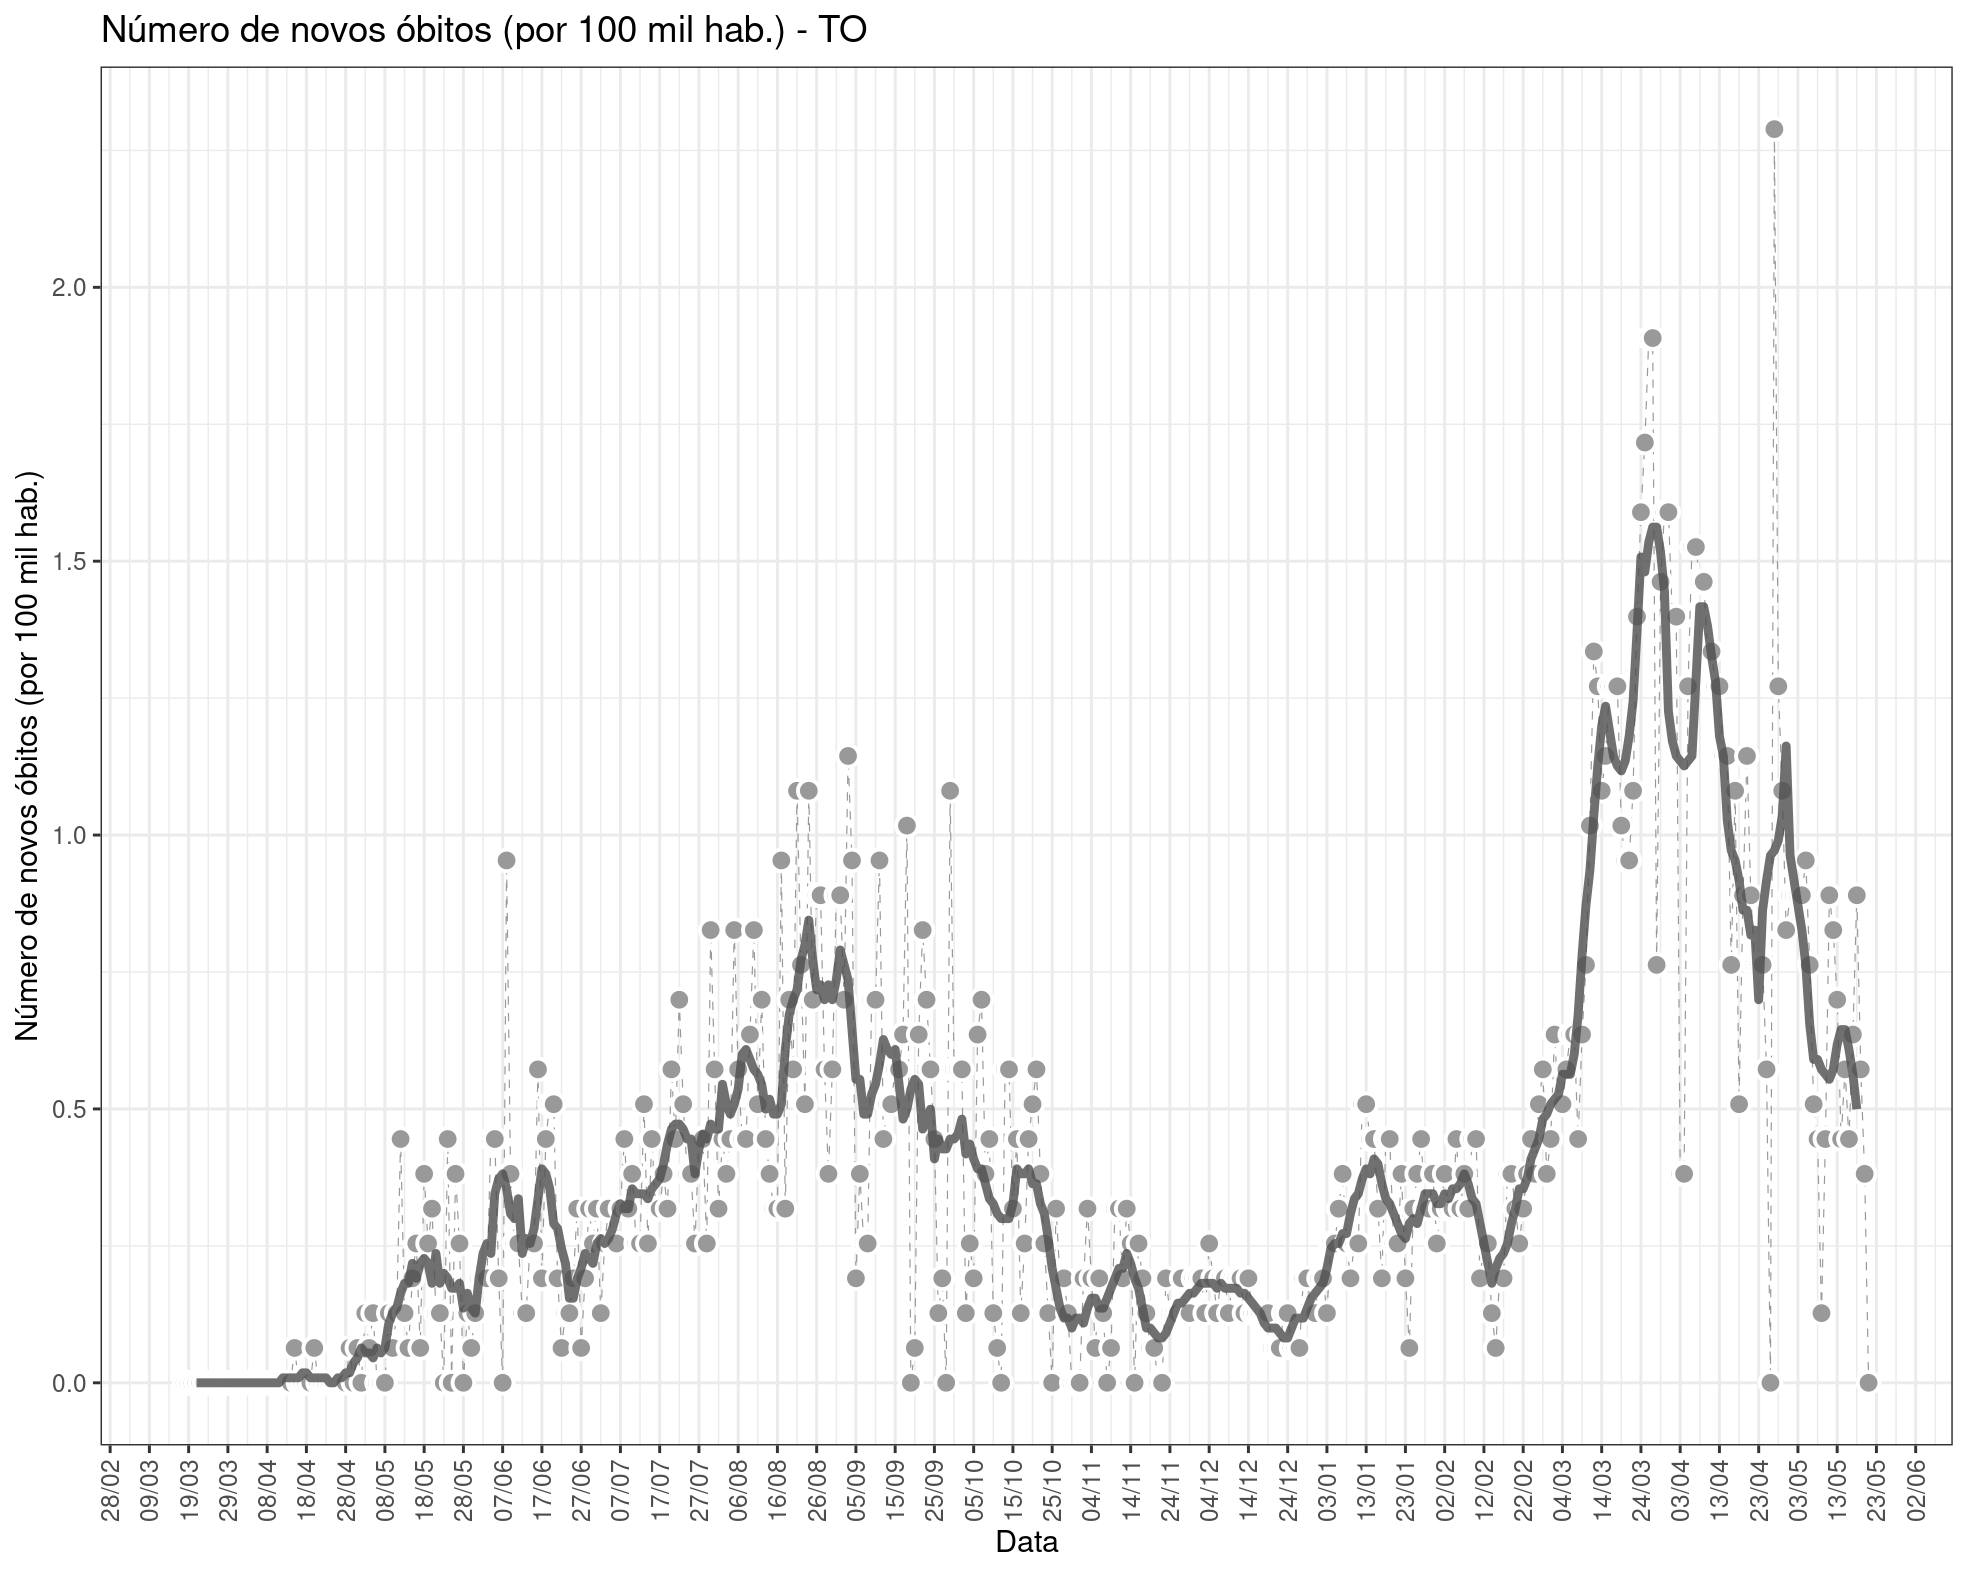 Número de novos óbitos (por 100 mil hab.) - TO
Número de novos óbitos (por 100 mil hab.)
2.0
1.5
1.0
0.5
0.0
28/02 09/03 19/03 29/03 08/04 18/04 28/04 08/05 18/05 28/05 07/06 17/06 27/06 07/07 17/07 27/07 06/08 16/08 26/08 05/09 15/09 25/09 05/10 15/10 25/10 04/11 14/11 24/11 04/12 14/12 24/12 03/01 13/01 23/01 02/02 12/02 22/02 04/03 14/03 24/03 03/04 13/04 23/04 03/05 13/05 23/05 02/06
Data